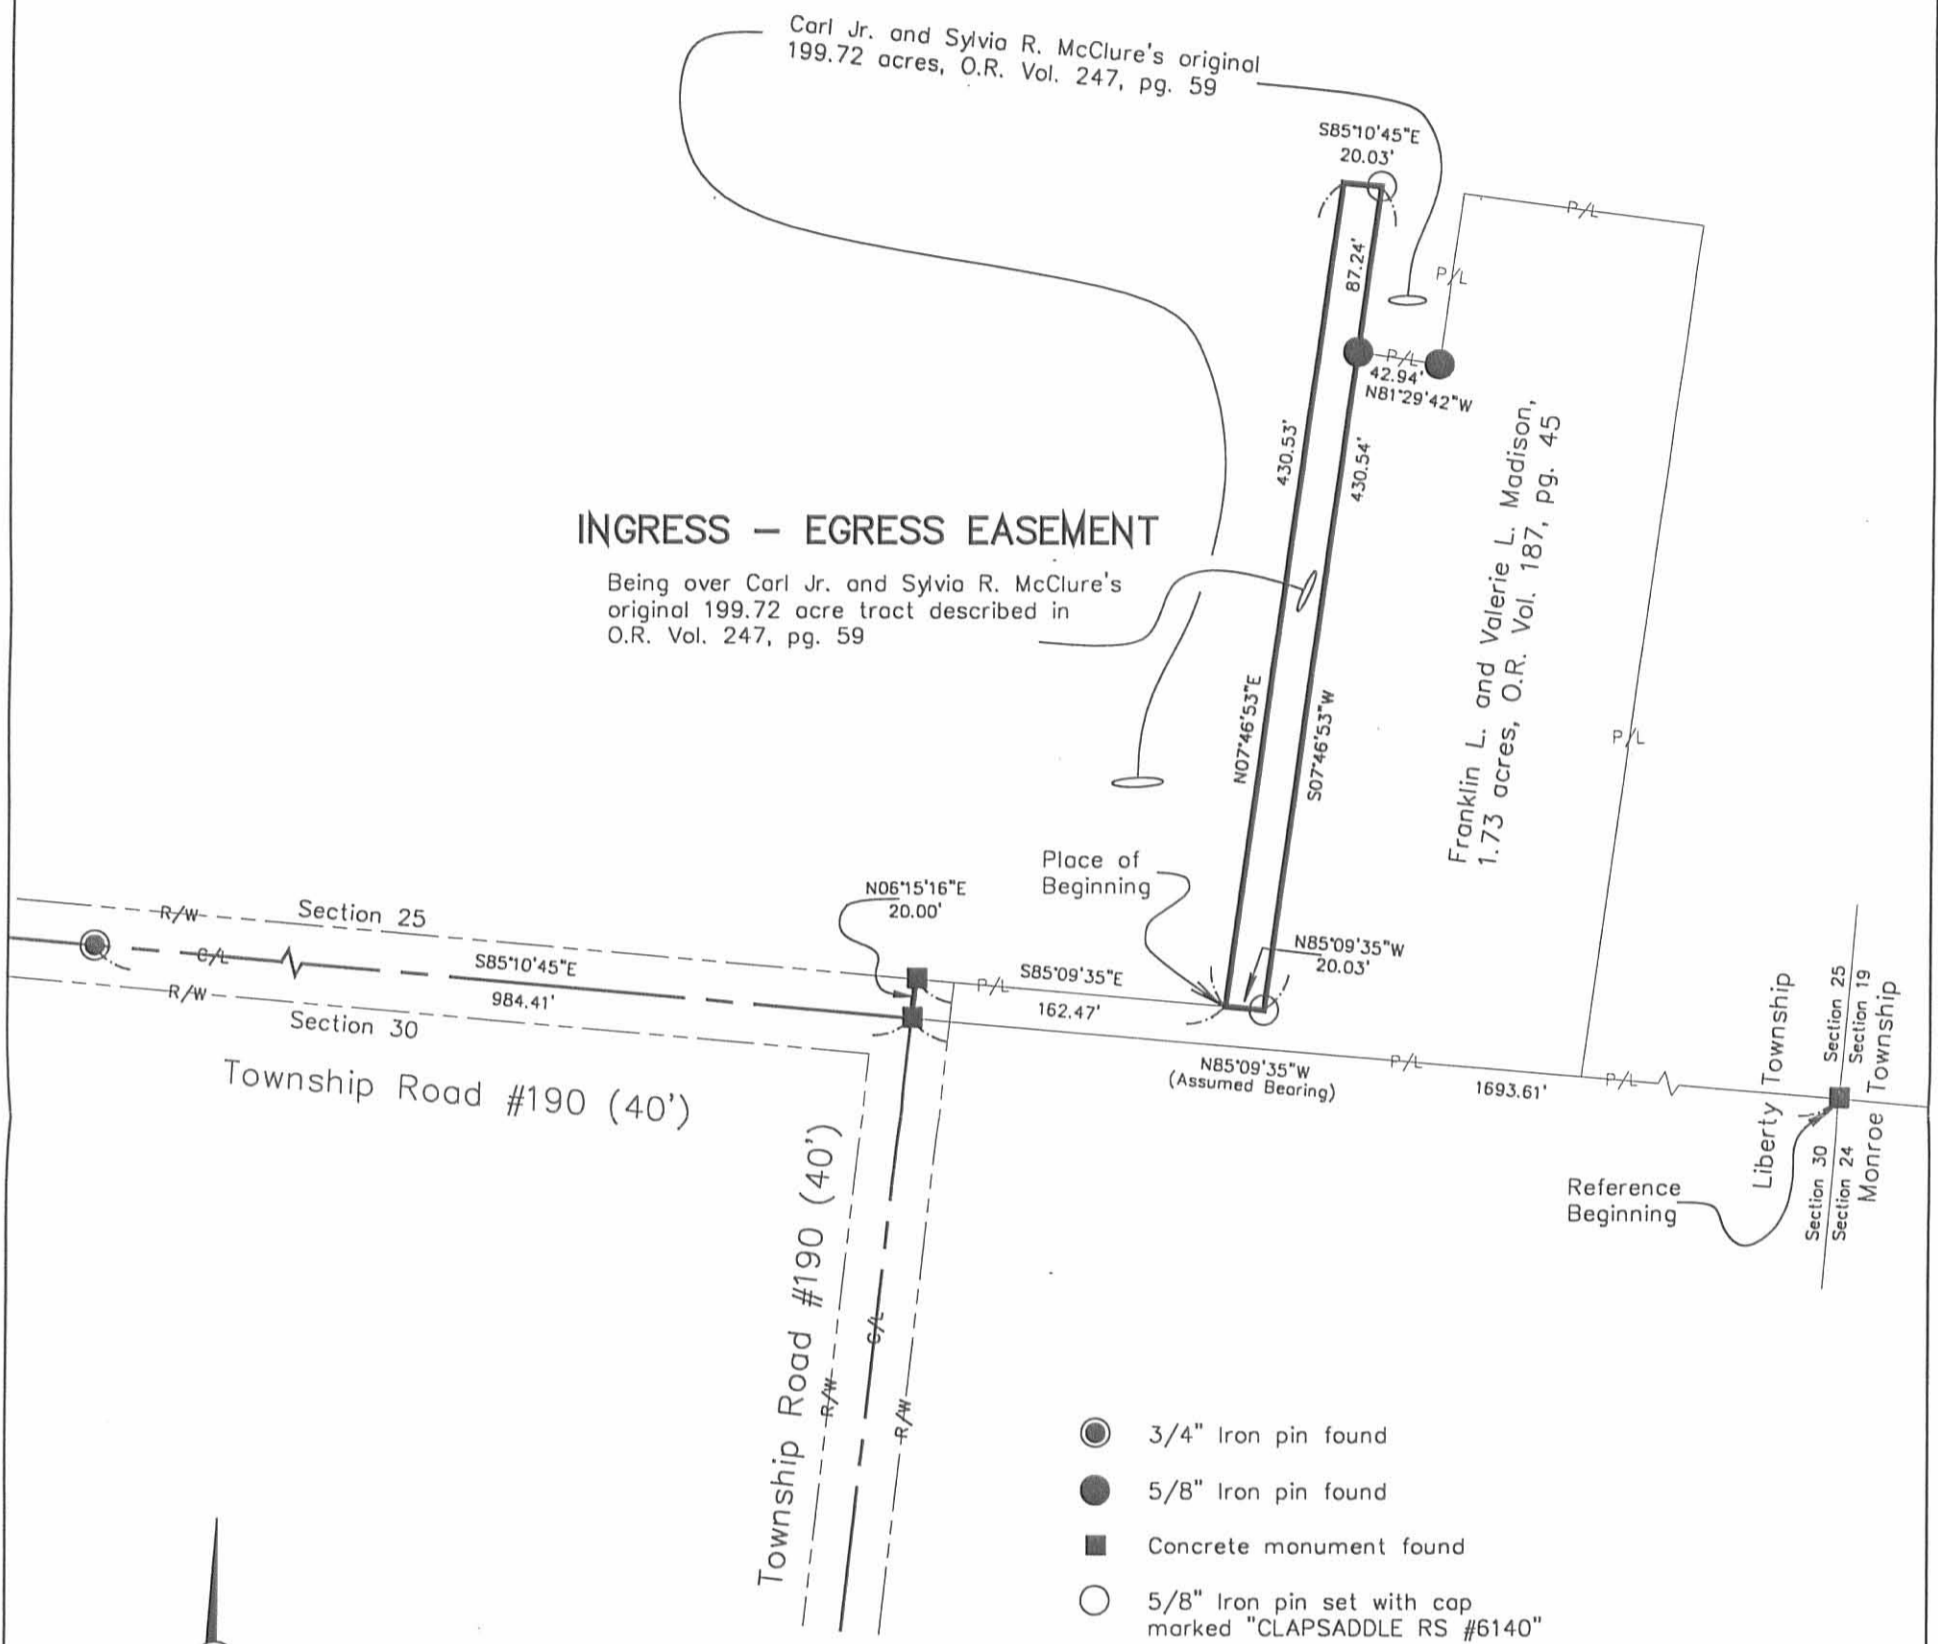 Carl Jr. and Sylvia R. McClure's original
199.72 acres, O.R. Vol. 247, pg. 59
S85°10'45"E
20.03'
P/L
87.24'
P/L
P/L
42.94'
N81°29'42"W
430.53'
430.54'
Franklin L. and Valerie L. Madison,
1.73 acres, O.R. Vol. 187, pg. 45
INGRESS – EGRESS EASEMENT
Being over Carl Jr. and Sylvia R. McClure's
original 199.72 acre tract described in
O.R. Vol. 247, pg. 59
N07°46'53"E
S07°46'53"W
P/L
Place of
Beginning
N06°15'16"E
20.00'
R/W
Section 25
C/L
S85°10'45"E
984.41'
R/W
Section 30
Township Road #190 (40')
P/L
S85°09'35"E
162.47'
N85°09'35"W
20.03'
N85°09'35"W
(Assumed Bearing)
P/L
1693.61'
P/L
Liberty Township
Section 25
Section 19
Monroe Township
Section 30
Section 24
Reference
Beginning
Township Road #190 (40')
R/W
C/L
R/W
3/4" Iron pin found
5/8" Iron pin found
Concrete monument found
5/8" Iron pin set with cap
marked "CLAPSADDLE RS #6140"